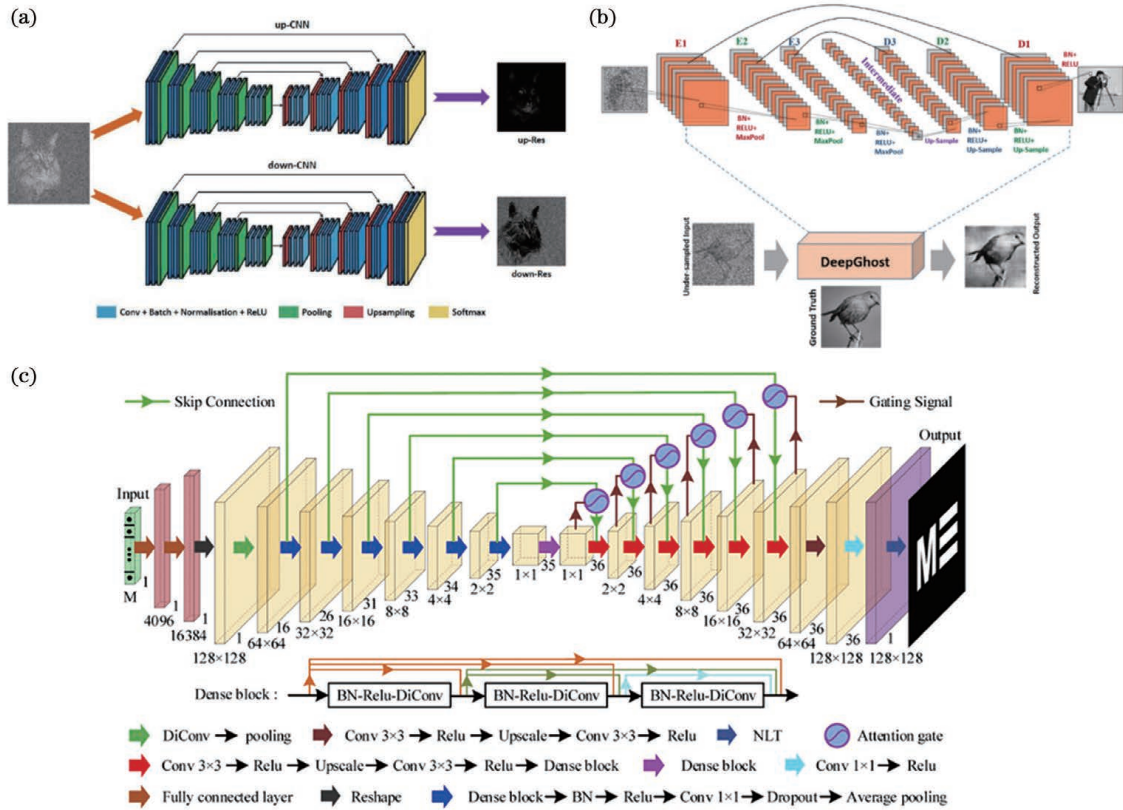 (a)
up-CNN
up-Res
down-CNN
down-Res
Conv + Batch + Normalisation + ReLU
Pooling
Upsampling
Softmax
(b)
E1
E2
E3
D3
D2
D1
BN+
RELU
Intermediate
BN+
RELU+
MaxPool
BN+
RELU+
MaxPool
BN+
RELU+
MaxPool
Up-Sample
BN+
RELU+
Up-Sample
BN+
RELU+
Up-Sample
Under-sampled Input
DeepGhost
Reconstructed Output
Ground Truth
(c)
Skip Connection
Gating Signal
Input
Output
M
1
4096
1
16384
1
128×128
1
64×64
16
32×32
26
16×16
31
8×8
33
4×4
34
2×2
35
1×1
35
1×1
36
2×2
36
4×4
36
8×8
36
16×16
36
32×32
36
64×64
36
128×128
36
128×128
1
ME
Dense block :
BN-Relu-DiConv
BN-Relu-DiConv
BN-Relu-DiConv
DiConv pooling
Conv 3×3 Relu Upscale Conv 3×3 Relu
NLT
Attention gate
Conv 3×3 Relu Upscale Conv 3×3 Relu Dense block
Dense block
Conv 1×1 Relu
Fully connected layer
Reshape
Dense block BN Relu Conv 1×1 Dropout Average pooling